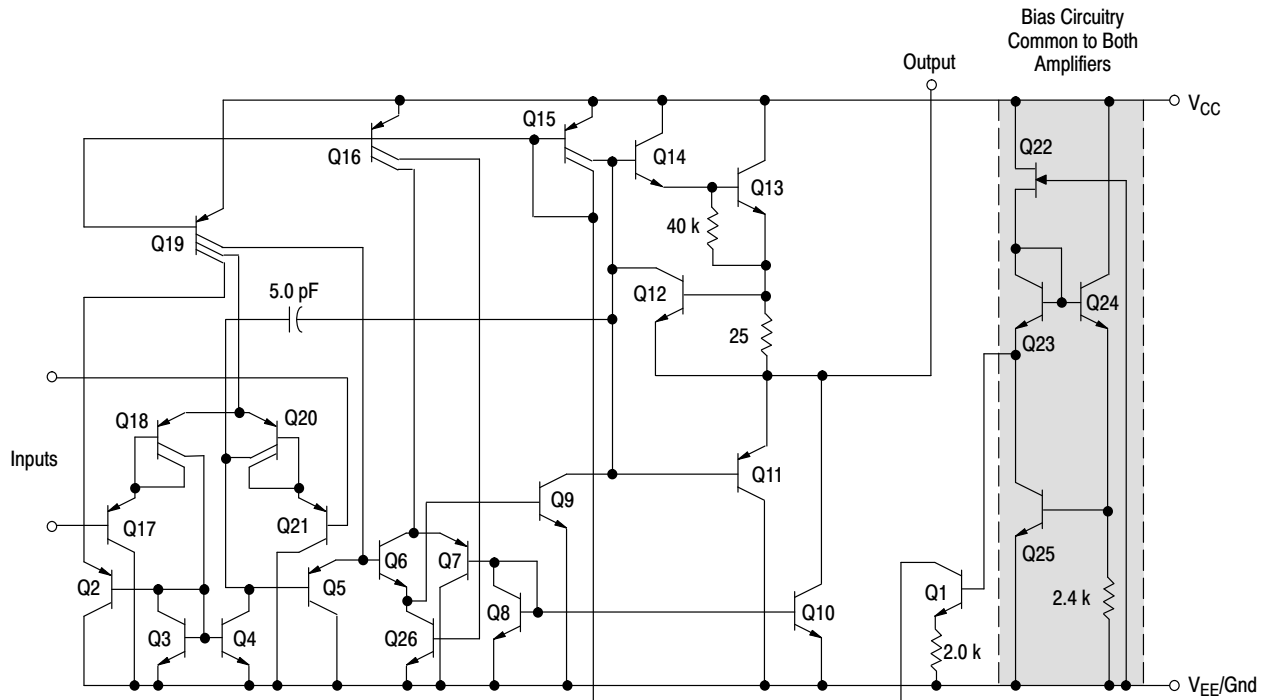 Bias Circuitry
Common to Both
Amplifiers
Output
V_CC
Q15
Q22
Q16
Q14
Q13
Q19
40 k
5.0 pF
Q12
Q24
Q23
25
Q18
Q20
Inputs
Q9
Q11
Q17
Q21
Q25
Q2
Q5
Q6
Q7
Q1
2.4 k
Q3
Q4
Q26
Q8
Q10
2.0 k
V_EE/Gnd